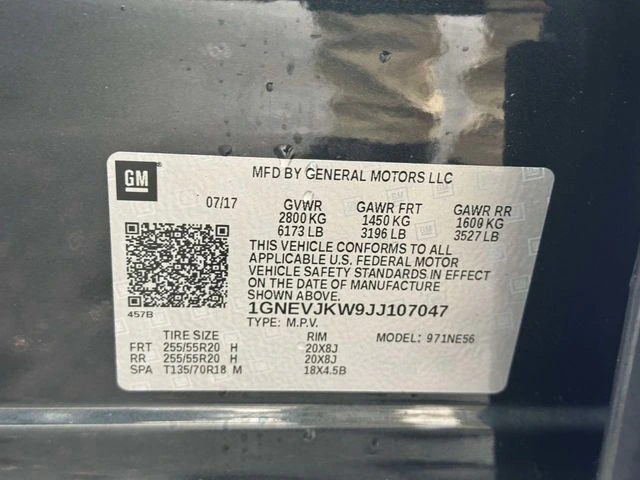 GM
MFD BY GENERAL MOTORS LLC
07/17 GVWR GAWR FRT GAWR RR
2800 KG 1450 KG 1600 KG
6173 LB 3196 LB 3527 LB
THIS VEHICLE CONFORMS TO ALL
APPLICABLE U.S. FEDERAL MOTOR
VEHICLE SAFETY STANDARDS IN EFFECT
ON THE DATE OF MANUFACTURE
SHOWN ABOVE.
457B
1GNEVJKW9JJ107047
TYPE: M.P.V.
TIRE SIZE RIM MODEL: 971NE56
FRT 255/55R20 H 20X8J
RR 255/55R20 H 20X8J
SPA T135/70R18 M 18X4.5B